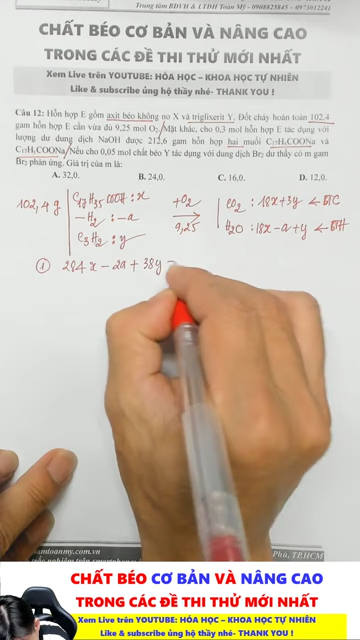 Trung tâm BDVH & LTĐH Toàn Mỹ - 0908825845 - 0973012241
CHẤT BÉO CƠ BẢN VÀ NÂNG CAO
TRONG CÁC ĐỀ THI THỬ MỚI NHẤT
Xem Live trên YOUTUBE: HÓA HỌC – KHOA HỌC TỰ NHIÊN
Like & subscribe ủng hộ thầy nhé- THANK YOU !
Câu 12: Hỗn hợp E gồm axit béo không no X và triglixerit Y. Đốt cháy hoàn toàn 102,4
gam hỗn hợp E cần vừa đủ 9,25 mol O₂. Mặt khác, cho 0,3 mol hỗn hợp E tác dụng với
lượng dư dung dịch NaOH được 212,6 gam hỗn hợp hai muối C₁₇H₃₅COONa và
COONa. Nếu cho 0,05 mol chất béo Y tác dụng với dung dịch Br₂ dư thấy có m gam
Br₂ phản ứng. Giá trị của m là:
A. 32,0. B. 24,0. C. 16,0. D. 12,0.
102,4 g C₁₇H₃₅COOH : x +O₂ CO₂ : 18x+3y ← BTC
-H₂ : -a 9,25 H₂O : 18x-a+y ← BTH
C₃H₂ : y
① 284x - 2a + 38y =
TRONG CÁC ĐỀ THI THỬ MỚI NHẤT
CHẤT BÉO CƠ BẢN VÀ NÂNG CAO
Xem Live trên YOUTUBE: HÓA HỌC – KHOA HỌC TỰ NHIÊN
Like & subscribe ủng hộ thầy nhé- THANK YOU !